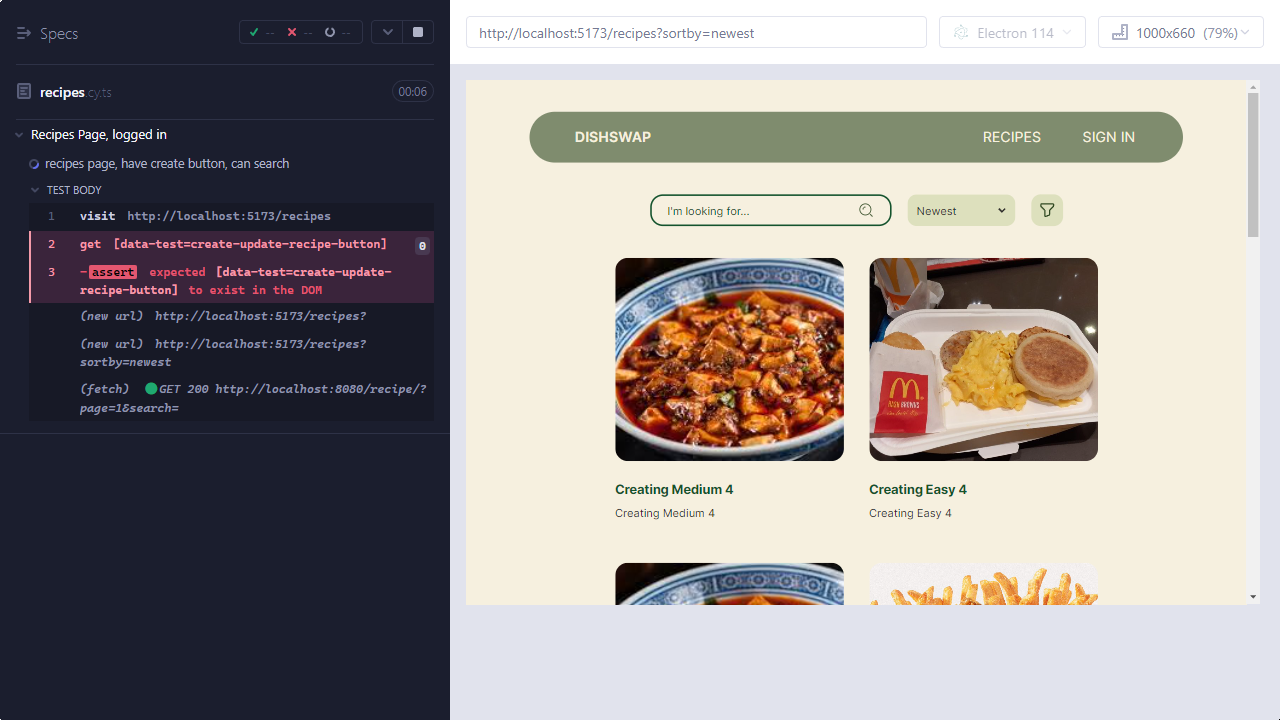 Specs
--
--
--
recipes.cy.ts
00:06
Recipes Page, logged in
recipes page, have create button, can search
TEST BODY
1 visit http://localhost:5173/recipes
2 get [data-test=create-update-recipe-button] 0
3 -assert expected [data-test=create-update-
recipe-button] to exist in the DOM
(new url) http://localhost:5173/recipes?
(new url) http://localhost:5173/recipes?
sortby=newest
(fetch) GET 200 http://localhost:8080/recipe/?
page=1&search=
http://localhost:5173/recipes?sortby=newest
Electron 114
1000x660 (79%)
DISHSWAP
RECIPES
SIGN IN
I'm looking for...
Newest
HASH BROWNS
Creating Medium 4
Creating Medium 4
Creating Easy 4
Creating Easy 4